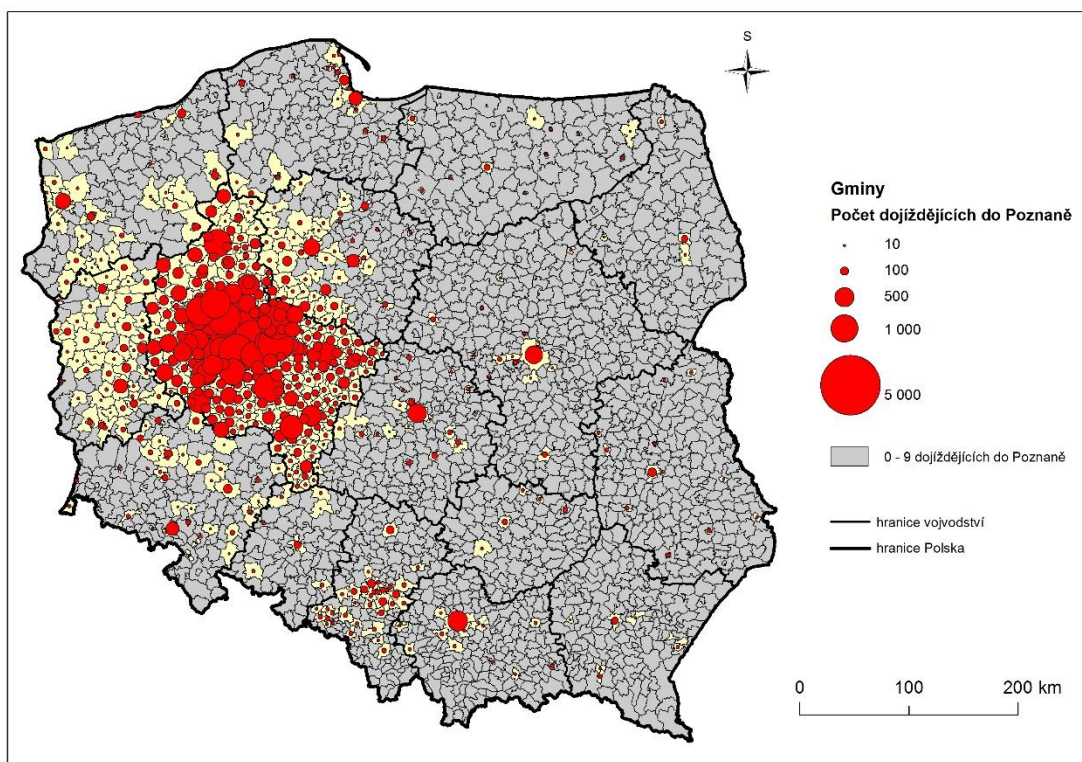 S
Gminy
Počet dojíždějících do Poznaně
10
100
500
1 000
5 000
0 - 9 dojíždějících do Poznaně
hranice vojvodství
hranice Polska
0 100 200 km